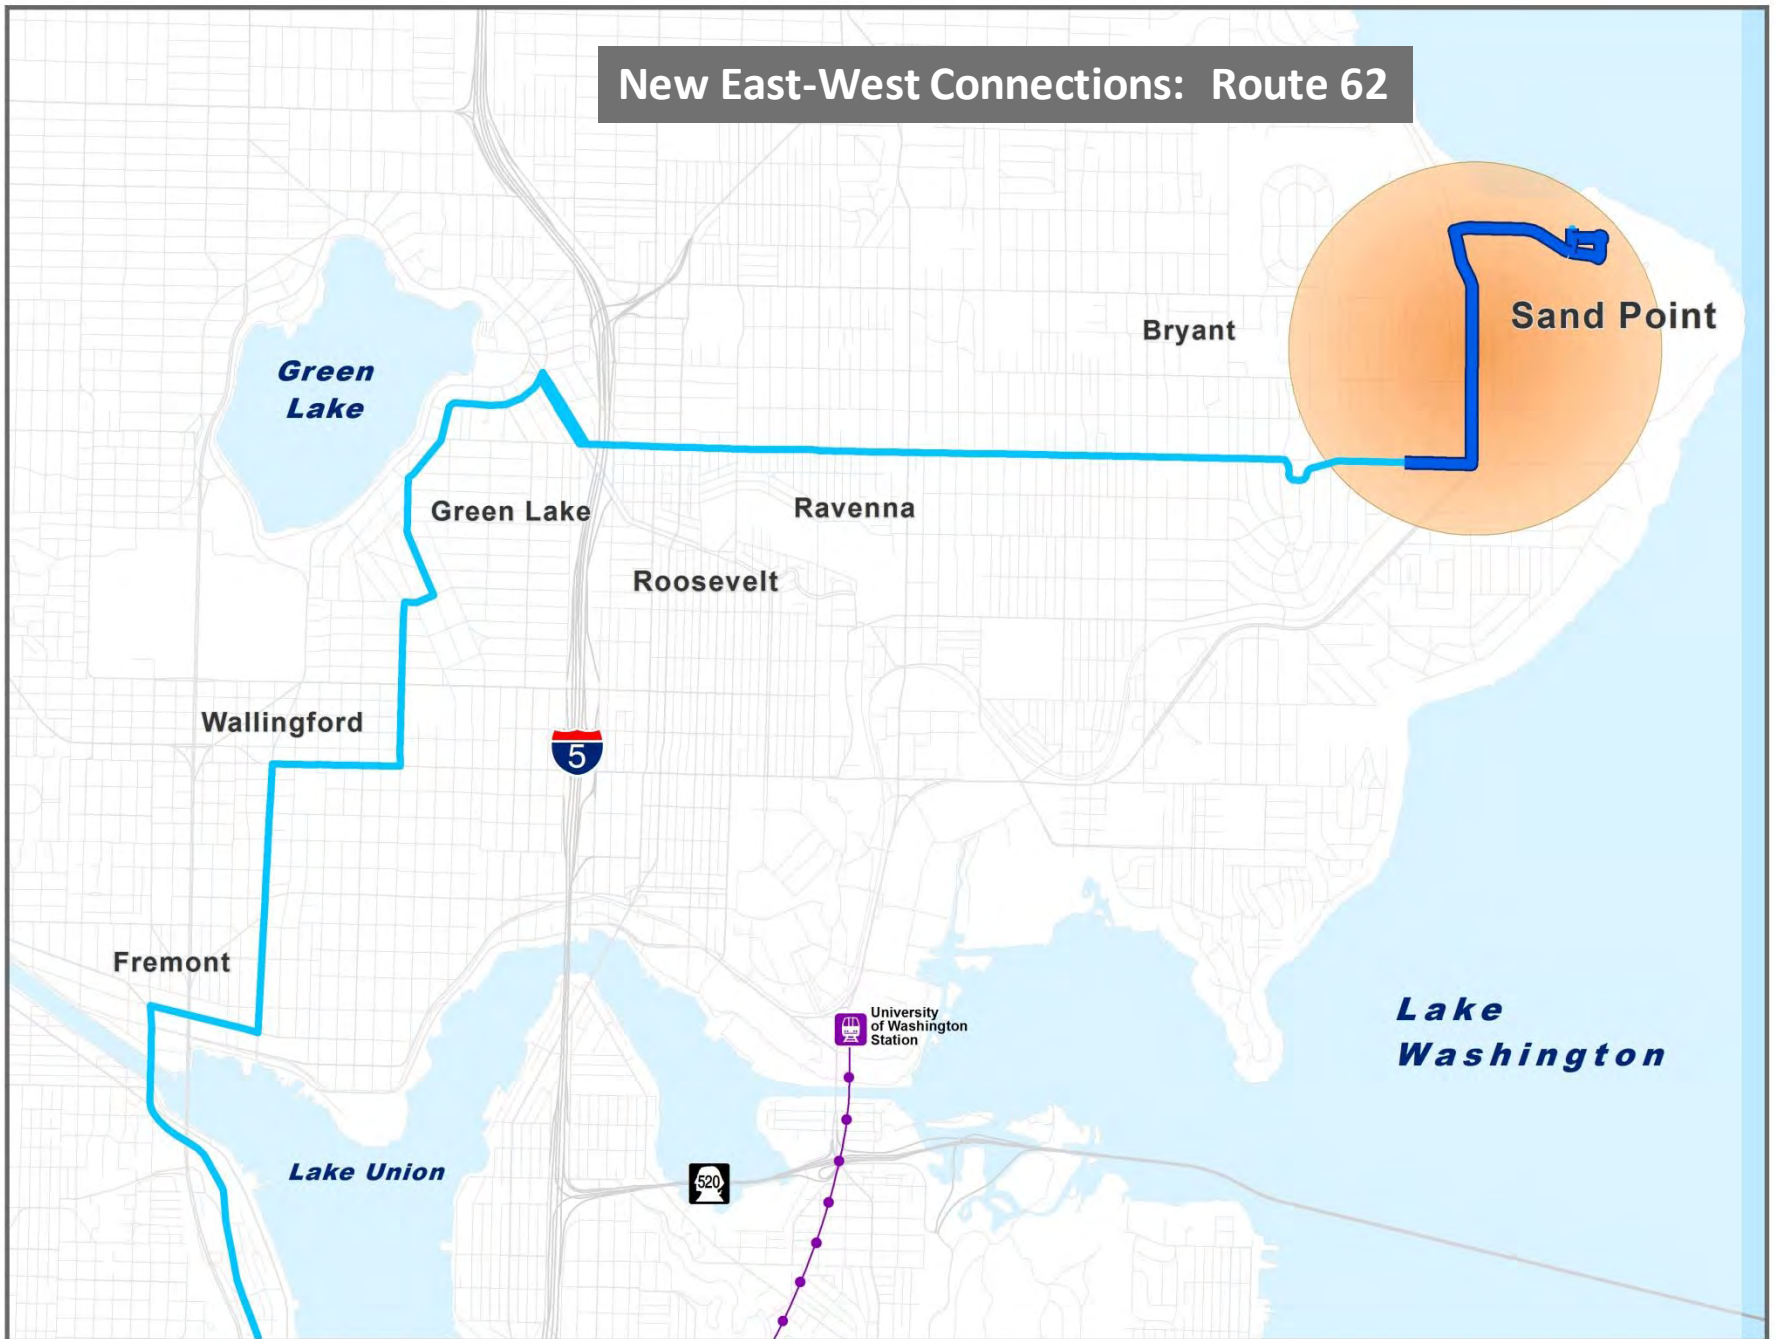 New East-West Connections: Route 62
Sand Point
Bryant
Green
Lake
Green Lake
Ravenna
Roosevelt
Wallingford
5
Fremont
University
of Washington
Station
Lake
Washington
Lake Union
520